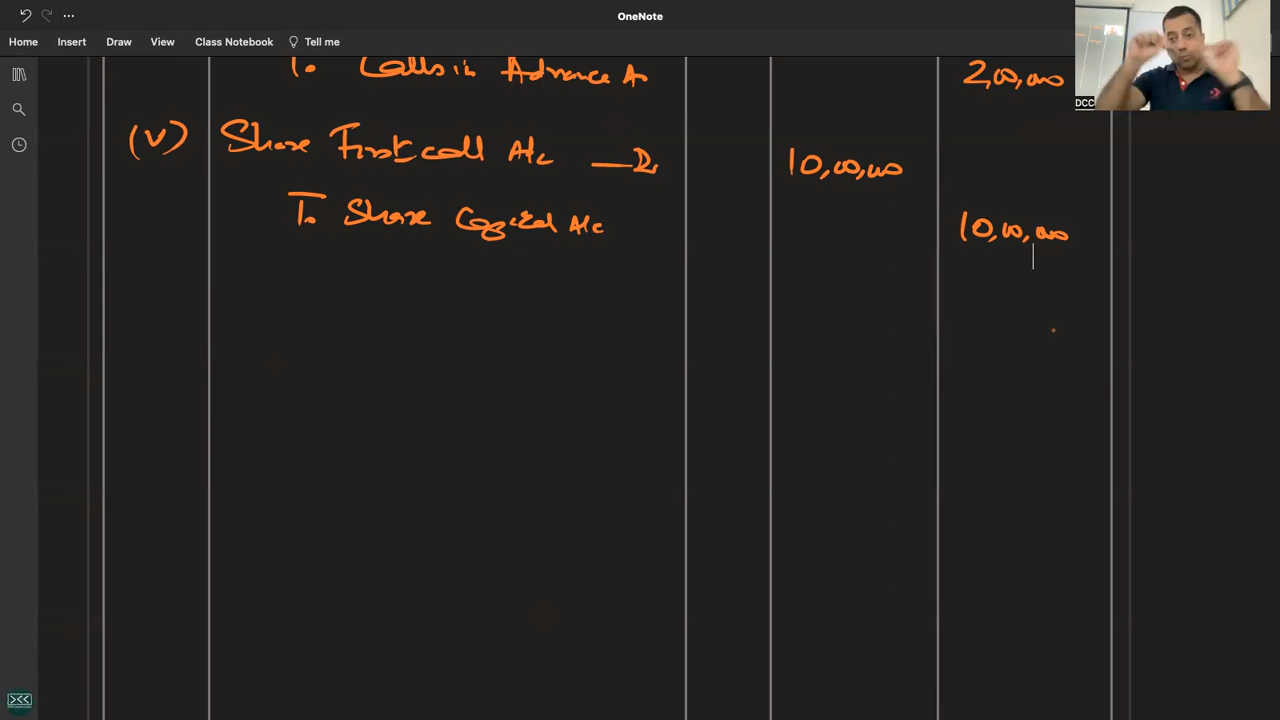 OneNote
Home Insert Draw View Class Notebook Tell me
To Calls in Advance A/c 2,00,000
(V) Share First call A/c — Dr 10,00,000
To Share Capital A/c
10,00,000
DCC